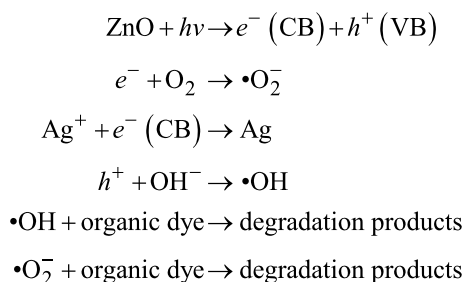 ZnO + hν → e⁻ (CB) + h⁺ (VB)
e⁻ + O₂ → •O₂⁻
Ag⁺ + e⁻ (CB) → Ag
h⁺ + OH⁻ → •OH
•OH + organic dye → degradation products
•O₂⁻ + organic dye → degradation products